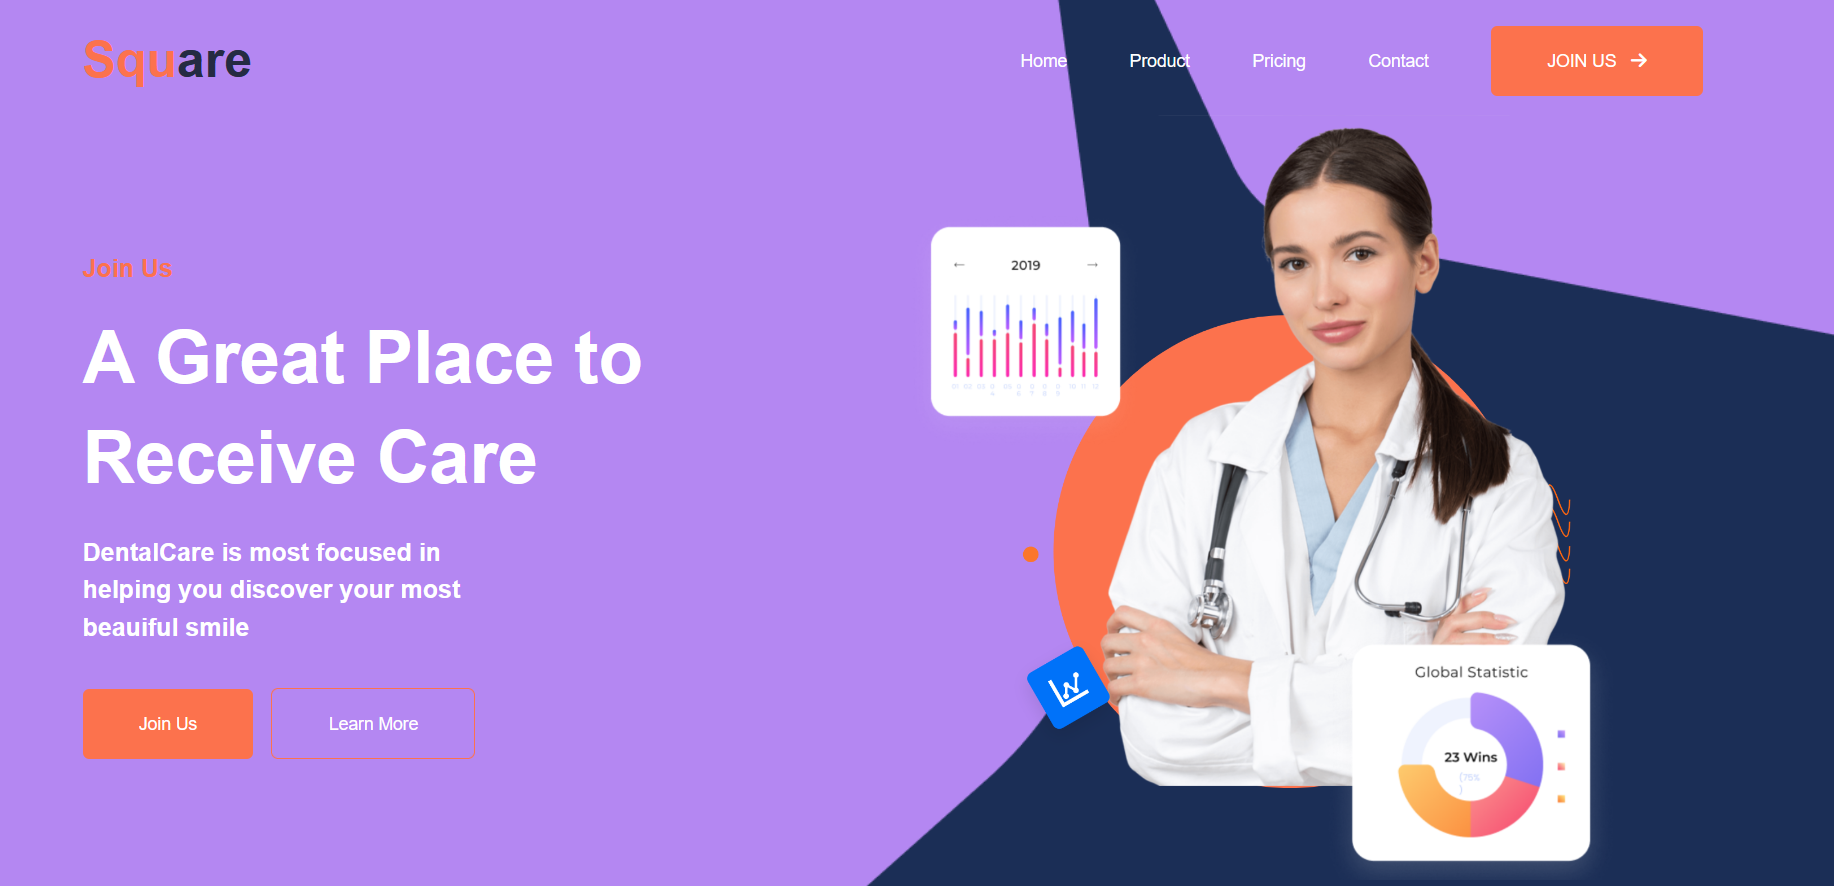 Square
Home Product Pricing Contact JOIN US
Join Us
A Great Place to
Receive Care
DentalCare is most focused in
helping you discover your most
beauiful smile
Join Us
Learn More
2019
Global Statistic
23 Wins
(75%
)